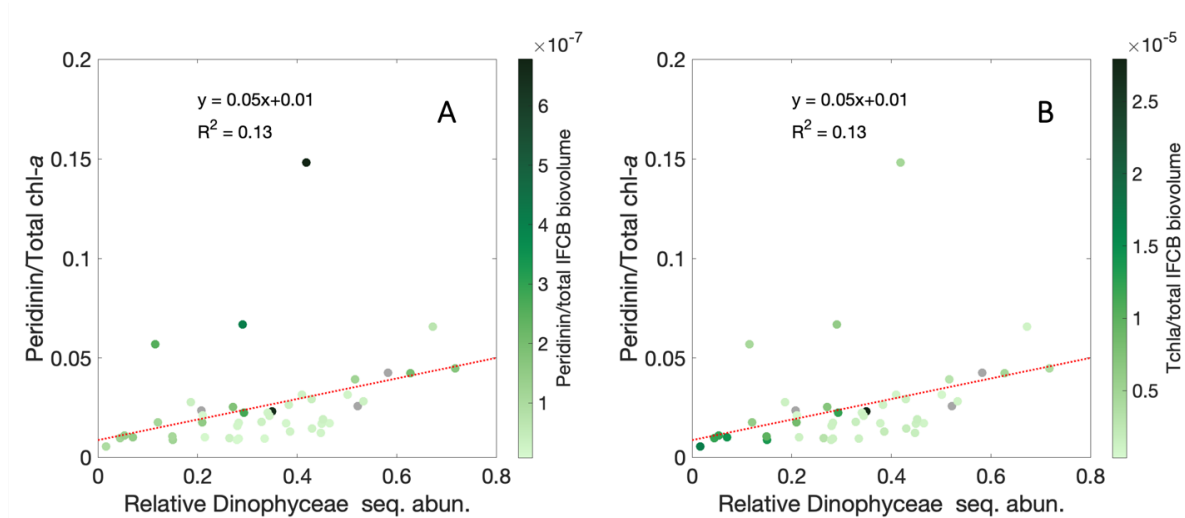 ×10⁻⁷
0.2
y = 0.05x+0.01
R² = 0.13
A
0.15
0.1
0.05
0
Peridinin/Total chl-a
0 0.2 0.4 0.6 0.8
Relative Dinophyceae seq. abun.
6
5
4
3
2
1
Peridinin/total IFCB biovolume
×10⁻⁵
0.2
y = 0.05x+0.01
R² = 0.13
B
0.15
0.1
0.05
0
Peridinin/Total chl-a
0 0.2 0.4 0.6 0.8
Relative Dinophyceae seq. abun.
2.5
2
1.5
1
0.5
Tchla/total IFCB biovolume